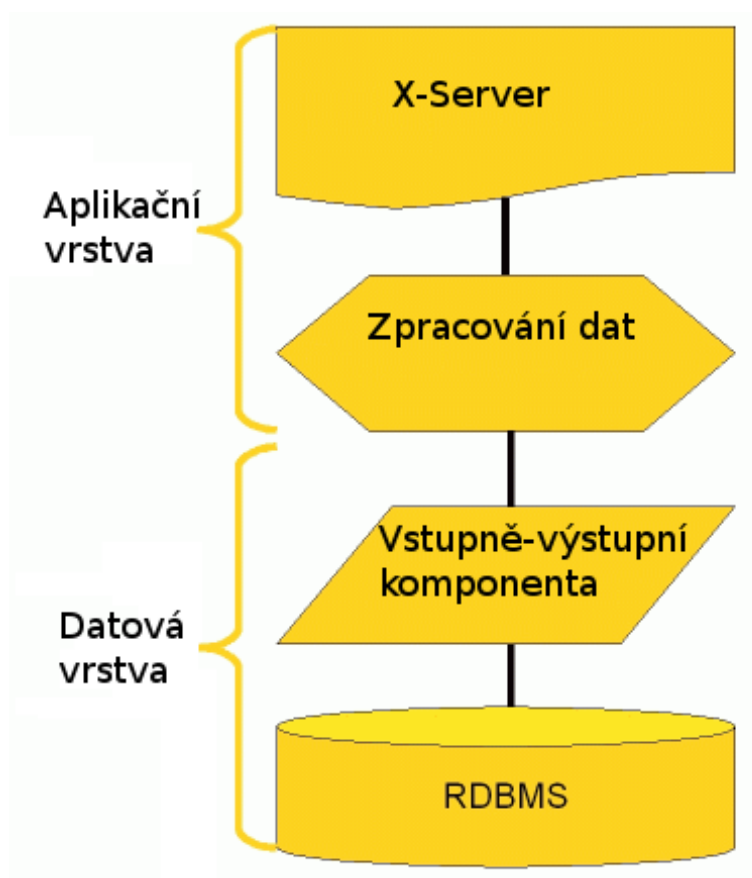 X-Server
Aplikační
vrstva
Zpracování dat
Vstupně-výstupní
komponenta
Datová
vrstva
RDBMS